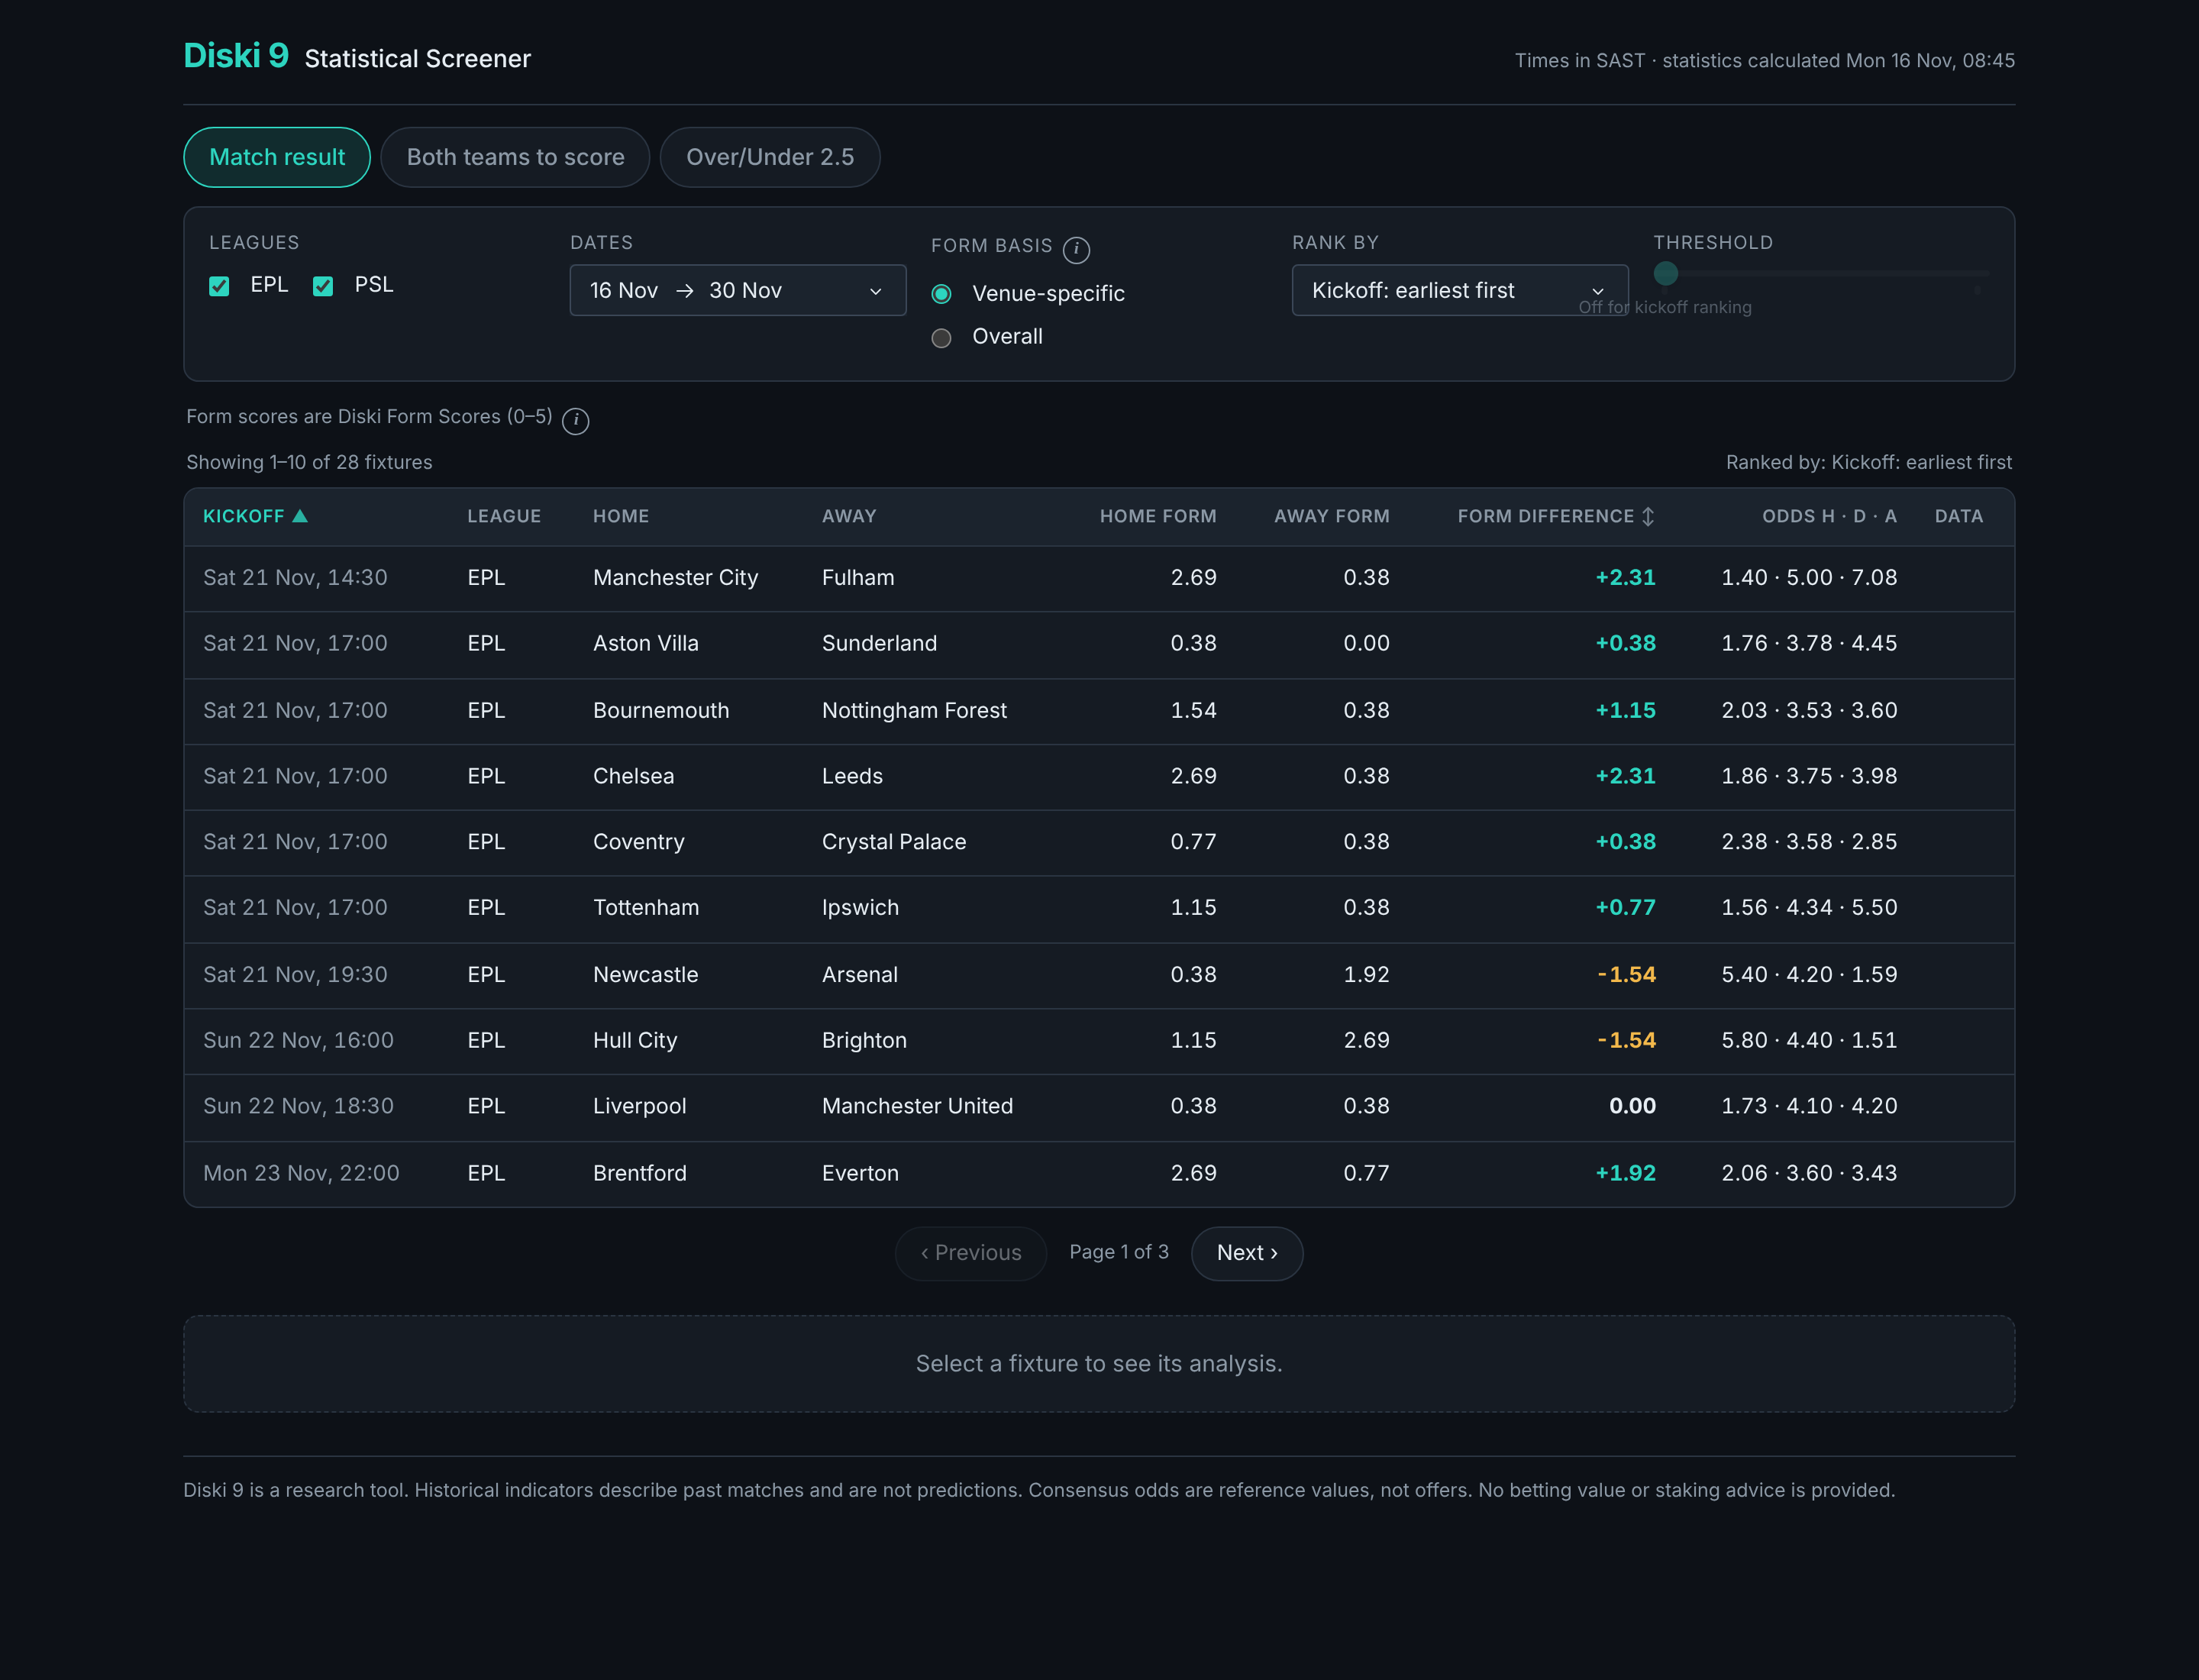 Diski 9 Statistical Screener
Times in SAST · statistics calculated Mon 16 Nov, 08:45
Match result Both teams to score Over/Under 2.5
LEAGUES DATES FORM BASIS i RANK BY THRESHOLD
EPL PSL 16 Nov → 30 Nov Venue-specific Kickoff: earliest first
Off for kickoff ranking
Overall
Form scores are Diski Form Scores (0–5) i
Showing 1–10 of 28 fixtures Ranked by: Kickoff: earliest first
KICKOFF ▲ LEAGUE HOME AWAY HOME FORM AWAY FORM FORM DIFFERENCE ↕ ODDS H · D · A DATA
Sat 21 Nov, 14:30 EPL Manchester City Fulham 2.69 0.38 +2.31 1.40 · 5.00 · 7.08
Sat 21 Nov, 17:00 EPL Aston Villa Sunderland 0.38 0.00 +0.38 1.76 · 3.78 · 4.45
Sat 21 Nov, 17:00 EPL Bournemouth Nottingham Forest 1.54 0.38 +1.15 2.03 · 3.53 · 3.60
Sat 21 Nov, 17:00 EPL Chelsea Leeds 2.69 0.38 +2.31 1.86 · 3.75 · 3.98
Sat 21 Nov, 17:00 EPL Coventry Crystal Palace 0.77 0.38 +0.38 2.38 · 3.58 · 2.85
Sat 21 Nov, 17:00 EPL Tottenham Ipswich 1.15 0.38 +0.77 1.56 · 4.34 · 5.50
Sat 21 Nov, 19:30 EPL Newcastle Arsenal 0.38 1.92 -1.54 5.40 · 4.20 · 1.59
Sun 22 Nov, 16:00 EPL Hull City Brighton 1.15 2.69 -1.54 5.80 · 4.40 · 1.51
Sun 22 Nov, 18:30 EPL Liverpool Manchester United 0.38 0.38 0.00 1.73 · 4.10 · 4.20
Mon 23 Nov, 22:00 EPL Brentford Everton 2.69 0.77 +1.92 2.06 · 3.60 · 3.43
‹ Previous Page 1 of 3 Next ›
Select a fixture to see its analysis.
Diski 9 is a research tool. Historical indicators describe past matches and are not predictions. Consensus odds are reference values, not offers. No betting value or staking advice is provided.